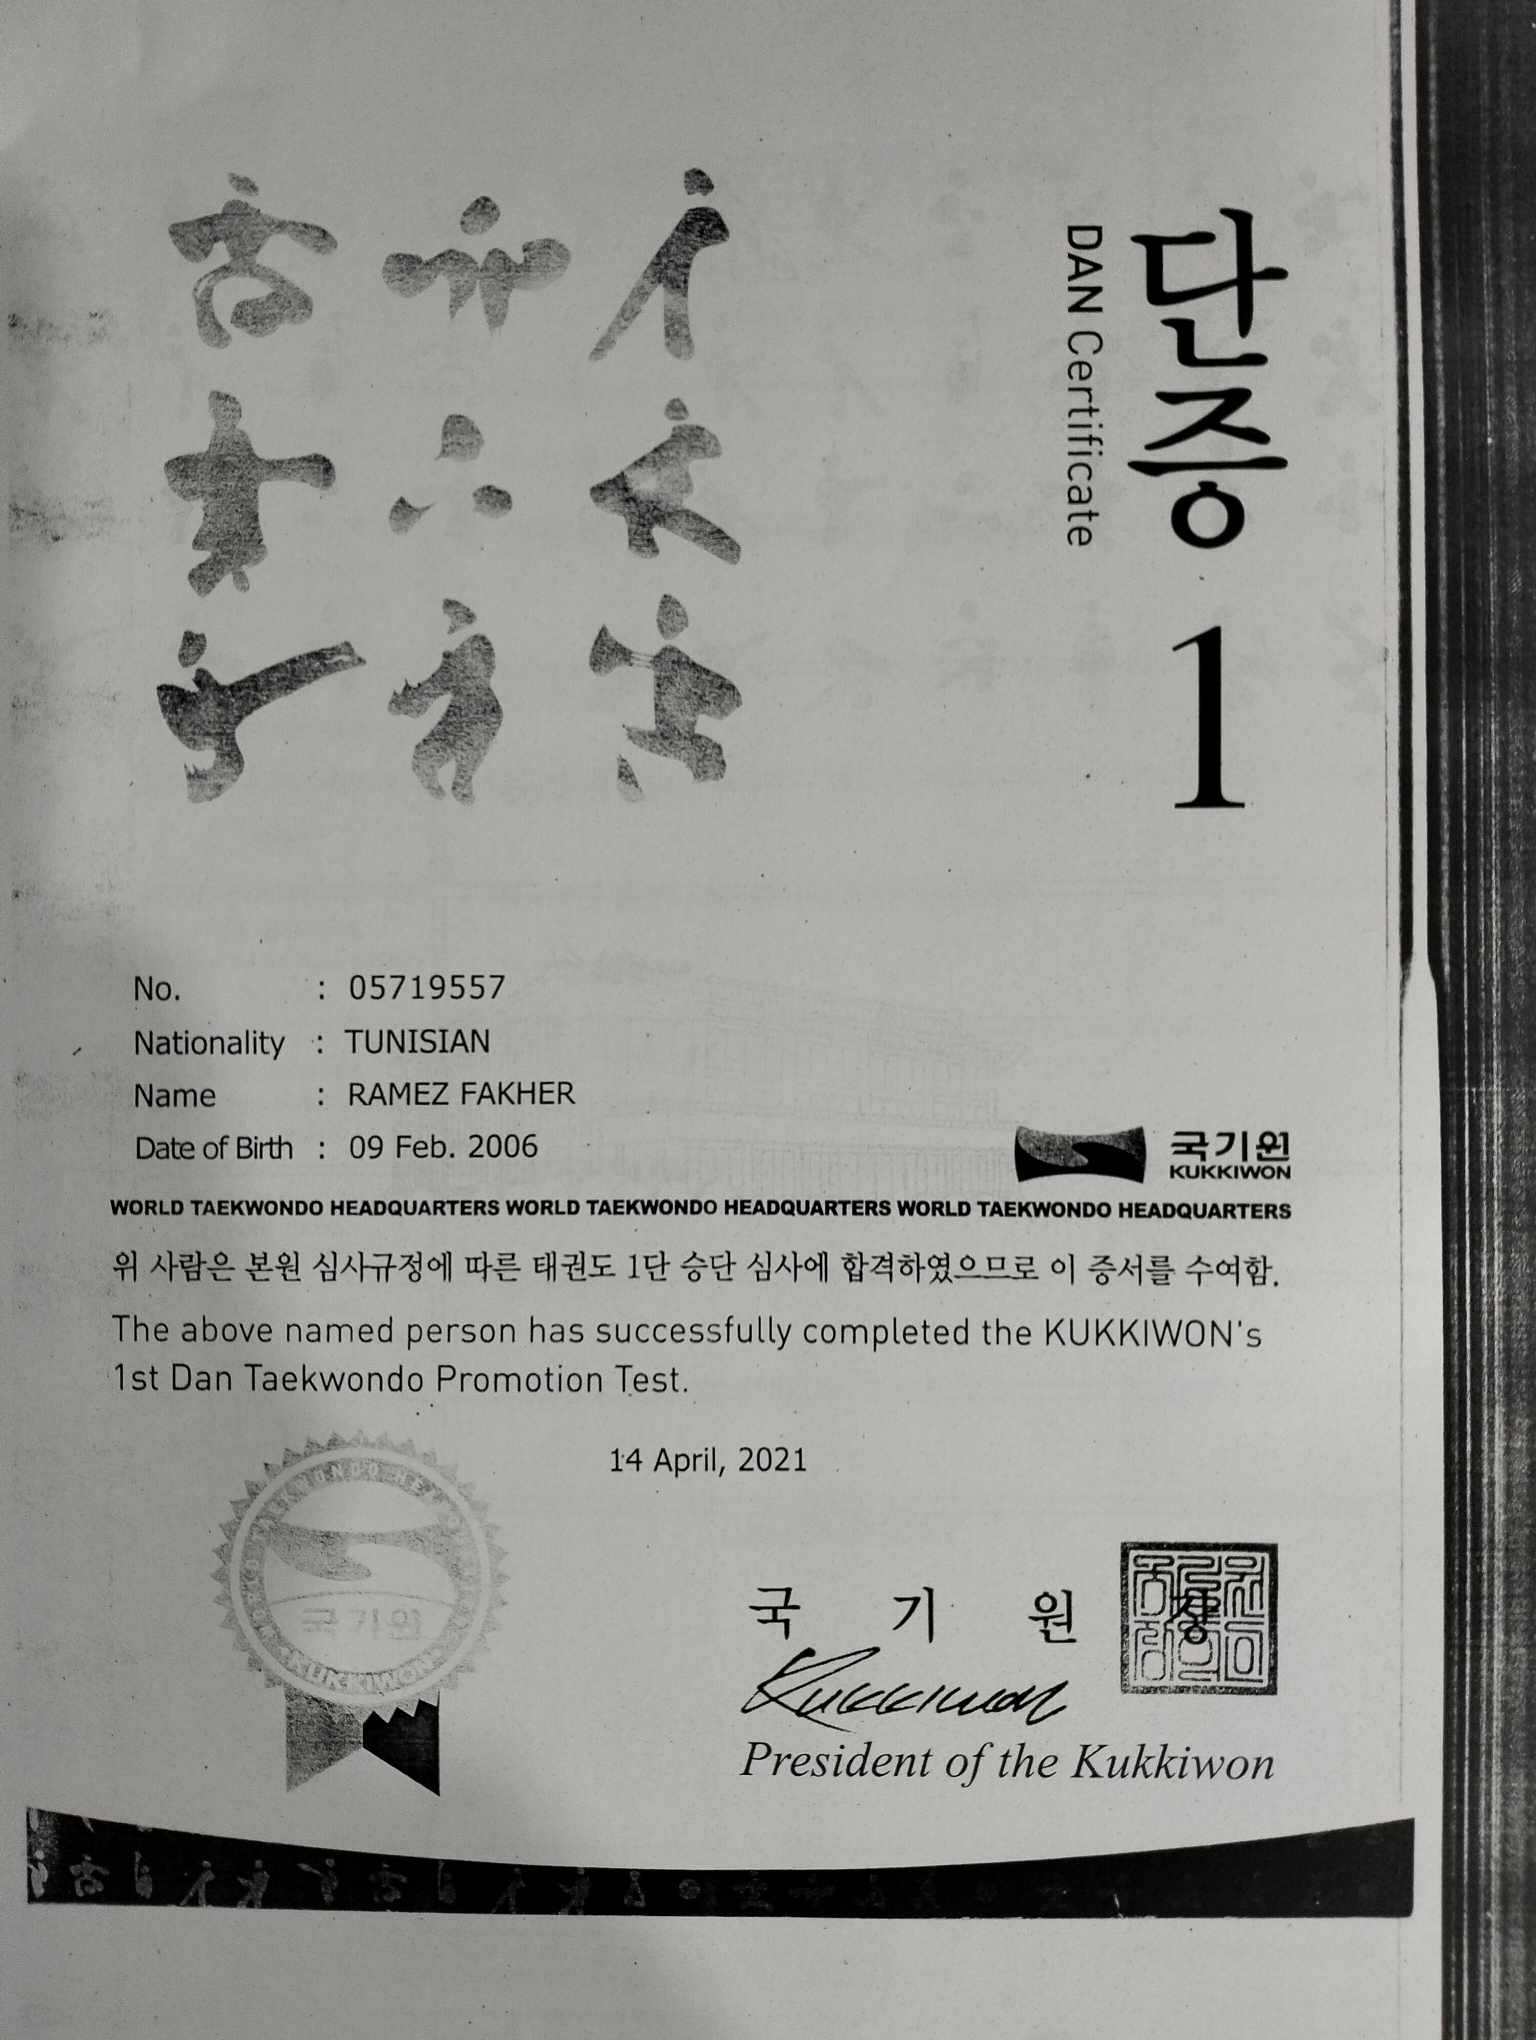 단증
DAN Certificate
1
No. : 05719557
Nationality : TUNISIAN
Name : RAMEZ FAKHER
Date of Birth : 09 Feb. 2006
국기원
KUKKIWON
WORLD TAEKWONDO HEADQUARTERS WORLD TAEKWONDO HEADQUARTERS WORLD TAEKWONDO HEADQUARTERS
위 사람은 본원 심사규정에 따른 태권도 1단 승단 심사에 합격하였으므로 이 증서를 수여함.
The above named person has successfully completed the KUKKIWON's
1st Dan Taekwondo Promotion Test.
14 April, 2021
국기원
KUKKIWON
국 기 원 장
Kukkiwon
President of the Kukkiwon